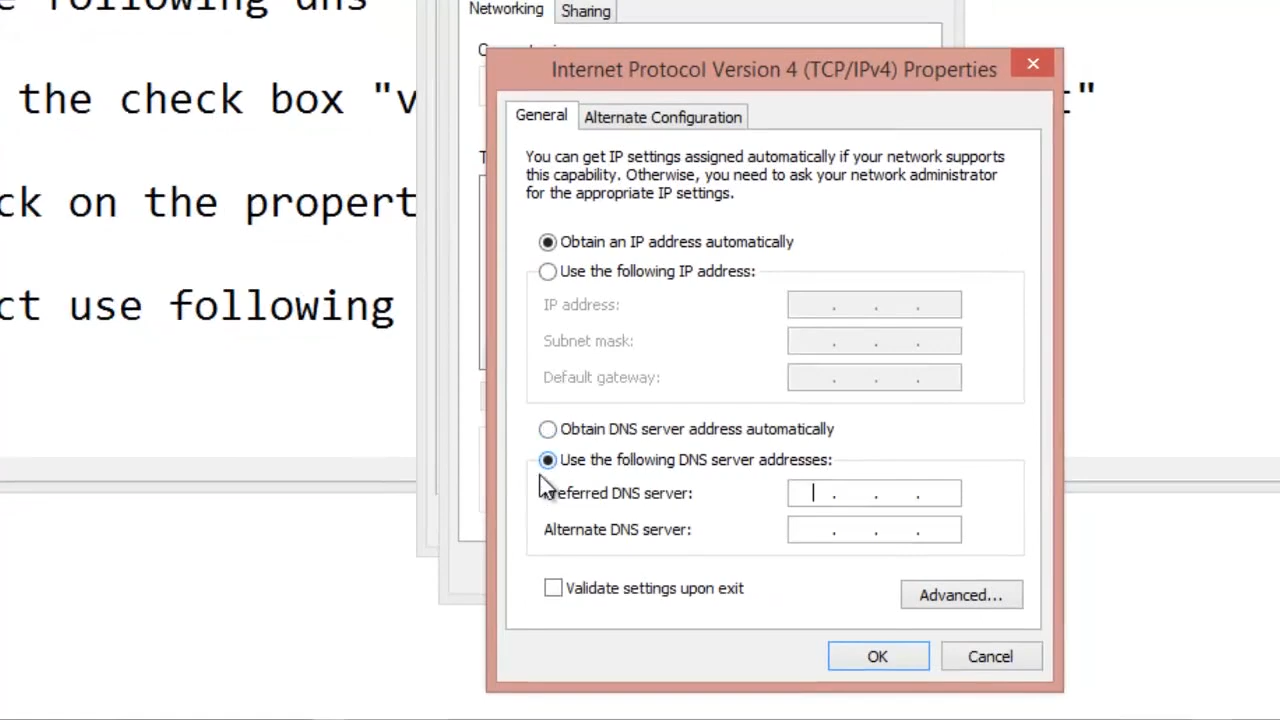 e following dns
Networking
Sharing
Internet Protocol Version 4 (TCP/IPv4) Properties
the check box "v
t"
General
Alternate Configuration
You can get IP settings assigned automatically if your network supports
this capability. Otherwise, you need to ask your network administrator
for the appropriate IP settings.
ck on the propert
Obtain an IP address automatically
Use the following IP address:
IP address:
ct use following
Subnet mask:
Default gateway:
Obtain DNS server address automatically
Use the following DNS server addresses:
Preferred DNS server:
Alternate DNS server:
Validate settings upon exit
Advanced...
OK
Cancel